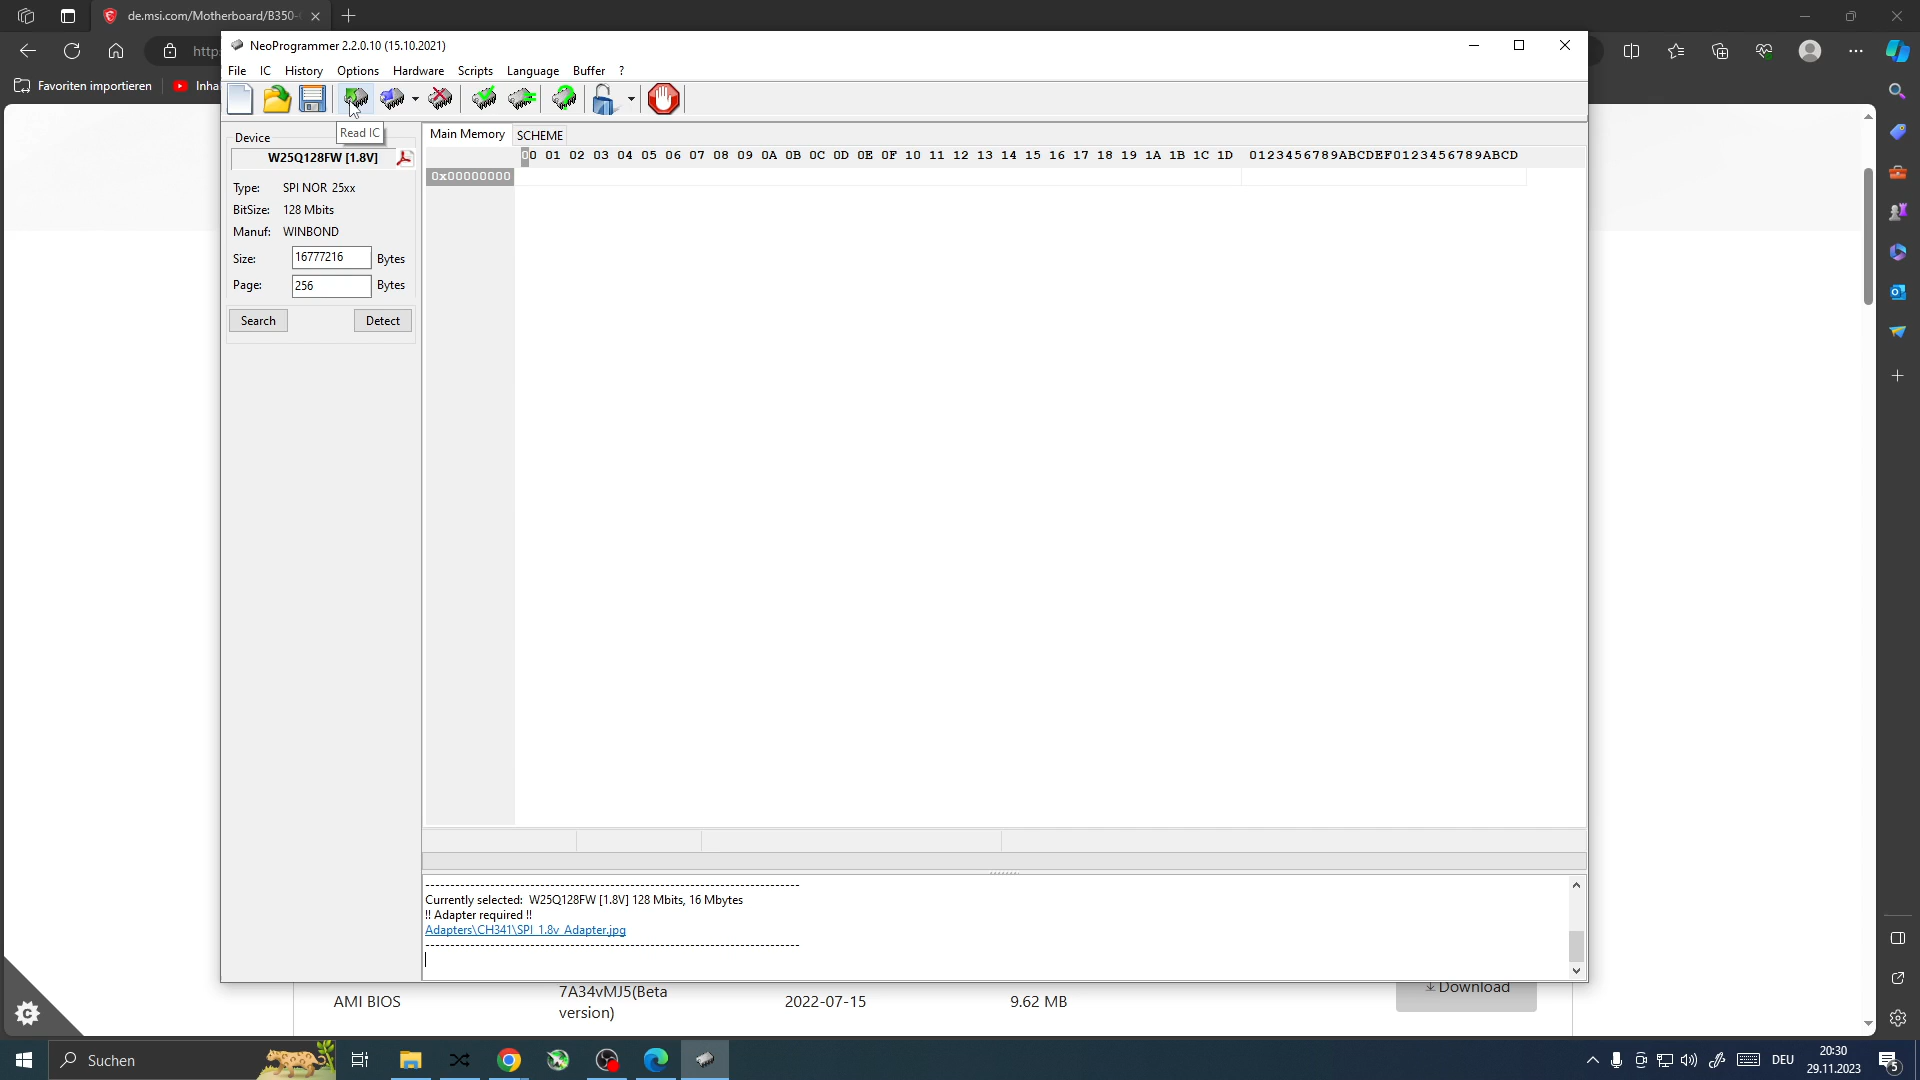 de.msi.com/Motherboard/B350-
http
Favoriten importieren
Inha
NeoProgrammer 2.2.0.10 (15.10.2021)
File IC History Options Hardware Scripts Language Buffer ?
Read IC
Device
W25Q128FW [1.8V]
Type: SPI NOR 25xx
BitSize: 128 Mbits
Manuf: WINBOND
Size: 16777216 Bytes
Page: 256 Bytes
Search Detect
Main Memory SCHEME
00 01 02 03 04 05 06 07 08 09 0A 0B 0C 0D 0E 0F 10 11 12 13 14 15 16 17 18 19 1A 1B 1C 1D 0123456789ABCDEF0123456789ABCD
0x00000000
Currently selected: W25Q128FW [1.8V] 128 Mbits, 16 Mbytes
!! Adapter required !!
Adapters\CH341\SPI_1.8v_Adapter.jpg
AMI BIOS
7A34vMJ5(Beta
version)
2022-07-15
9.62 MB
Download
Suchen
DEU
20:30
29.11.2023
5